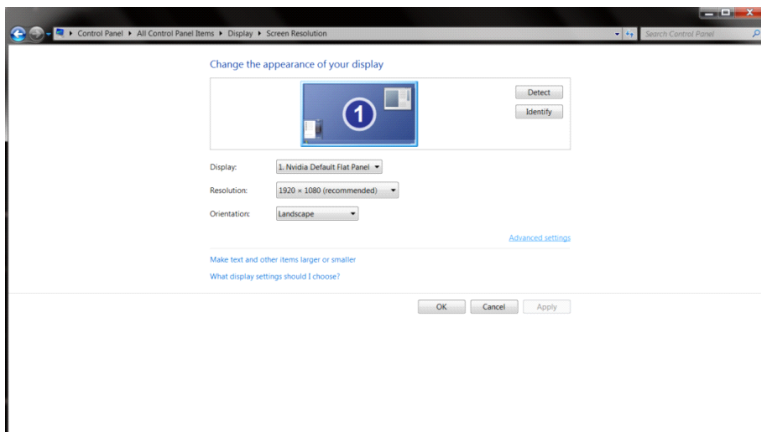 Control Panel ▸ All Control Panel Items ▸ Display ▸ Screen Resolution
Search Control Panel
Change the appearance of your display
1
Detect
Identify
Display: 1. Nvidia Default Flat Panel
Resolution: 1920 × 1080 (recommended)
Orientation: Landscape
Advanced settings
Make text and other items larger or smaller
What display settings should I choose?
OK Cancel Apply